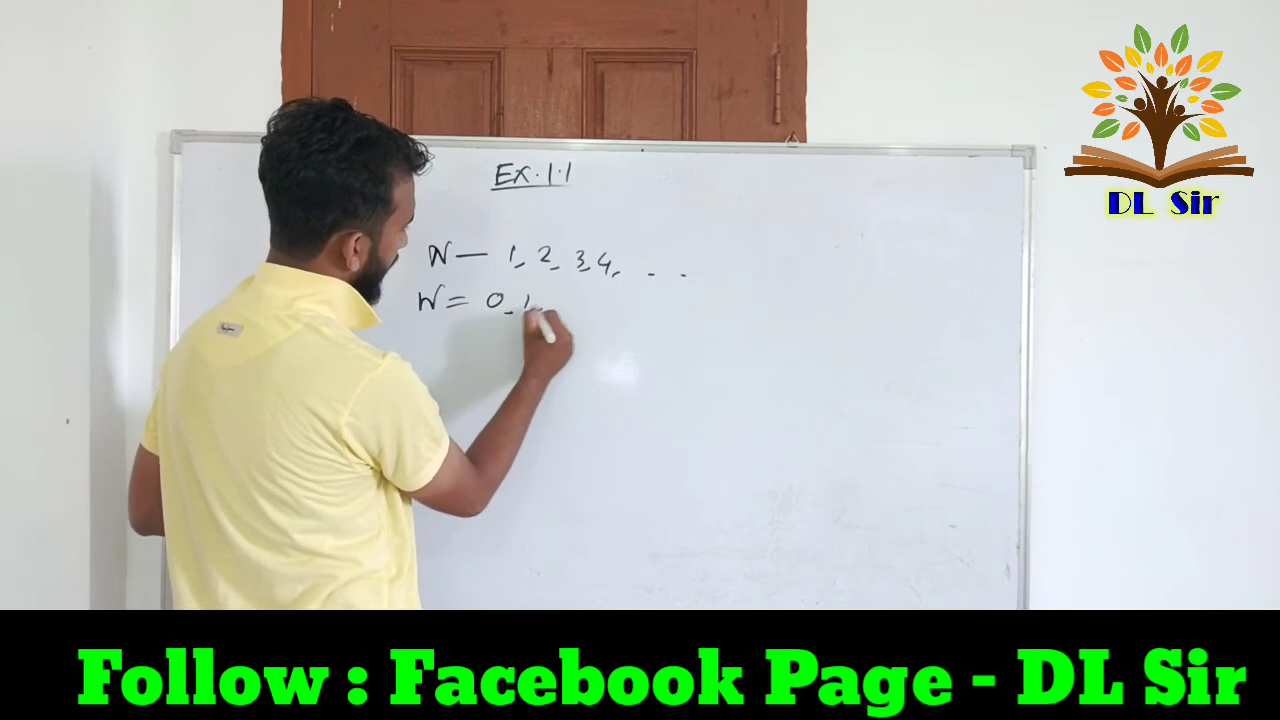 Ex. 1.1
N — 1, 2, 3, 4, . .
W = 0, 1,
DL Sir
Follow : Facebook Page - DL Sir